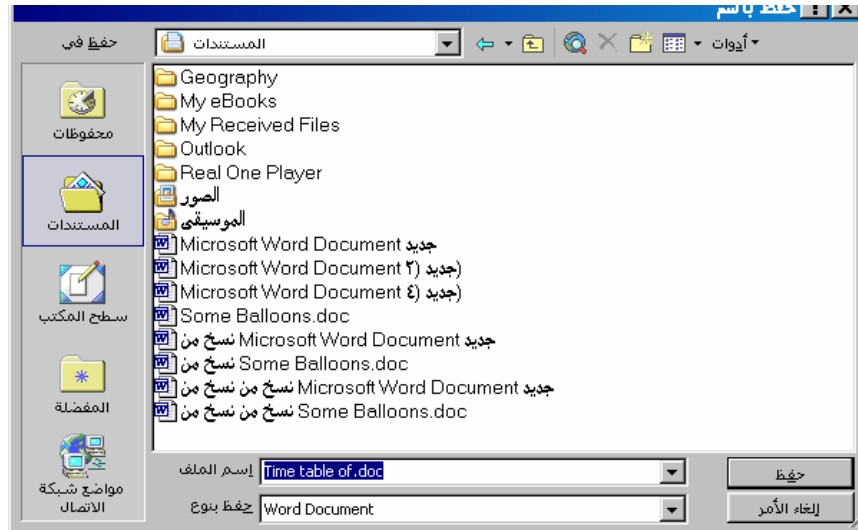 حفظ باسم
حفظ في
المستندات
أدوات
Geography
My eBooks
My Received Files
Outlook
Real One Player
الصور
الموسيقى
Microsoft Word Document جديد
Microsoft Word Document جديد (٢)
Microsoft Word Document جديد (٤)
Some Balloons.doc
نسخ من Microsoft Word Document جديد
نسخ من Some Balloons.doc
نسخ من نسخ من Microsoft Word Document جديد
نسخ من نسخ من Some Balloons.doc
محفوظات
المستندات
سطح المكتب
المفضلة
مواضع شبكة
الاتصال
إسم الملف Time table of.doc
حفظ
حفظ بنوع Word Document
إلغاء الأمر